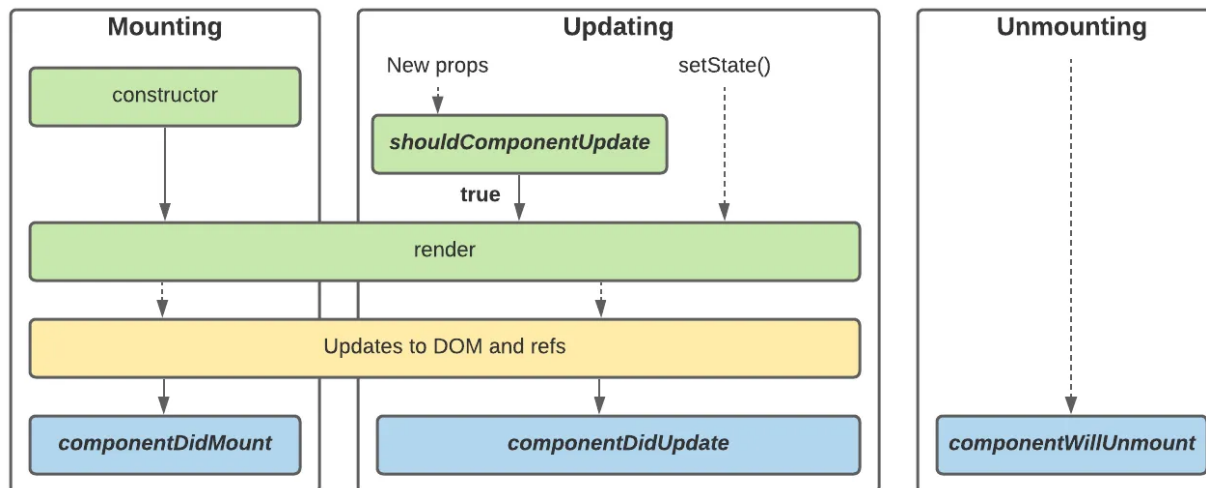 Mounting
Updating
Unmounting
New props
setState()
constructor
shouldComponentUpdate
true
render
Updates to DOM and refs
componentDidMount
componentDidUpdate
componentWillUnmount